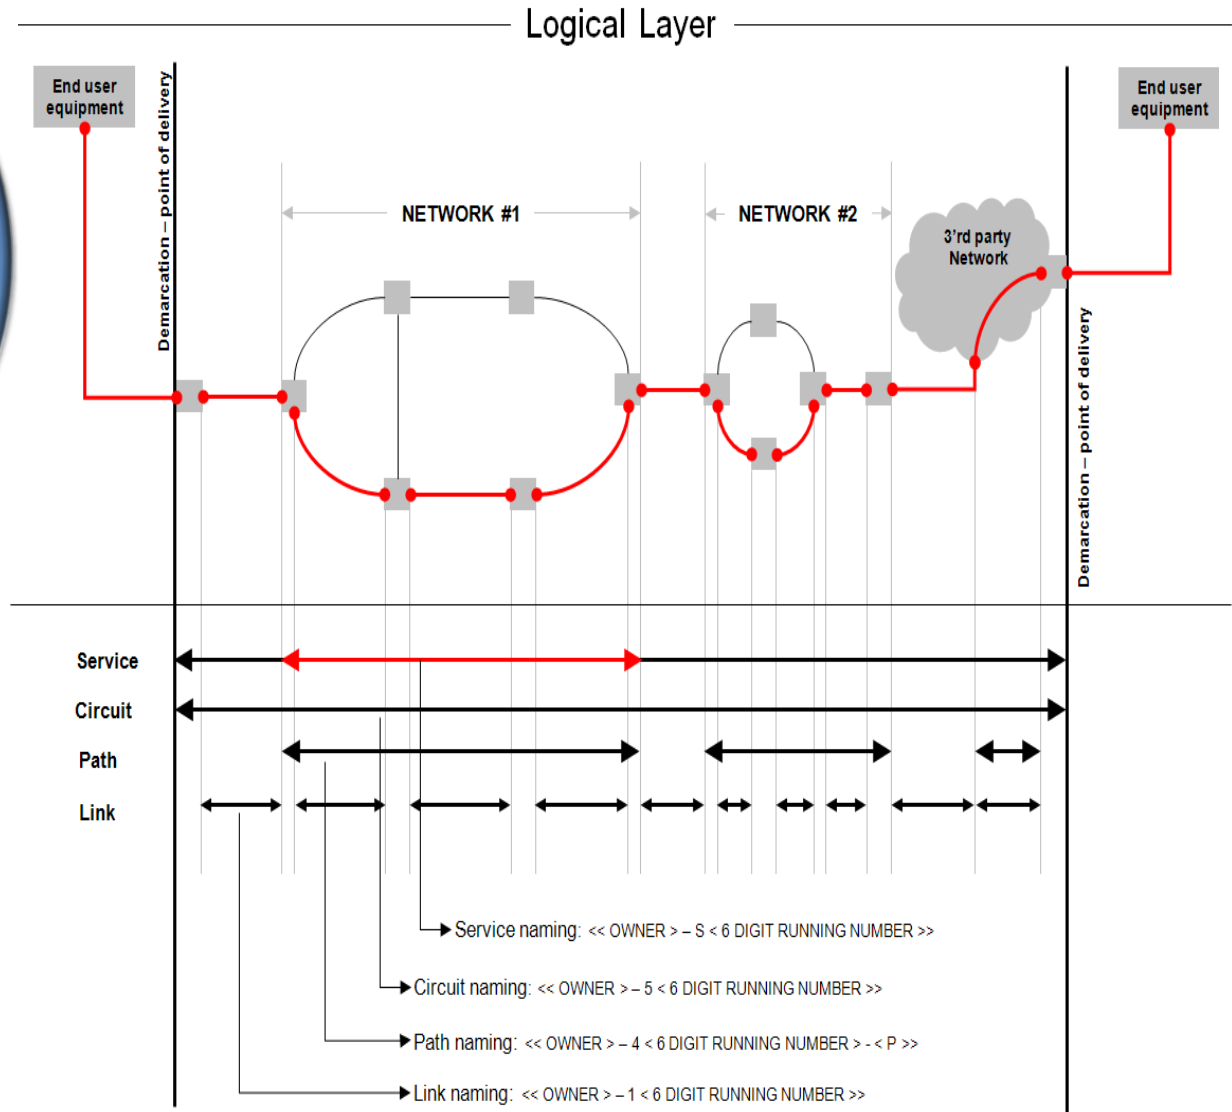 Logical Layer
End user
equipment
Demarcation – point of delivery
End user
equipment
NETWORK #1
NETWORK #2
3'rd party
Network
Demarcation – point of delivery
Service
Circuit
Path
Link
Service naming: << OWNER > – S < 6 DIGIT RUNNING NUMBER >>
Circuit naming: << OWNER > – 5 < 6 DIGIT RUNNING NUMBER >>
Path naming: << OWNER > – 4 < 6 DIGIT RUNNING NUMBER > - < P >>
Link naming: << OWNER > – 1 < 6 DIGIT RUNNING NUMBER >>